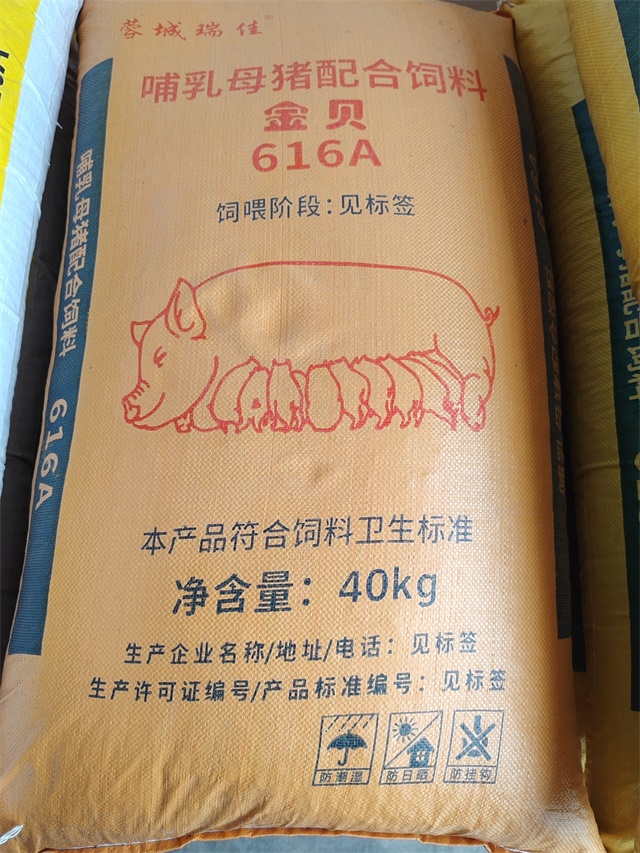 蓉城瑞佳®
哺乳母猪配合饲料
金贝
616A
饲喂阶段：见标签
哺乳母猪配合饲料 616A
本产品符合饲料卫生标准
净含量：40kg
生产企业名称/地址/电话：见标签
生产许可证编号/产品标准编号：见标签
防潮湿
防日晒
防挂钩